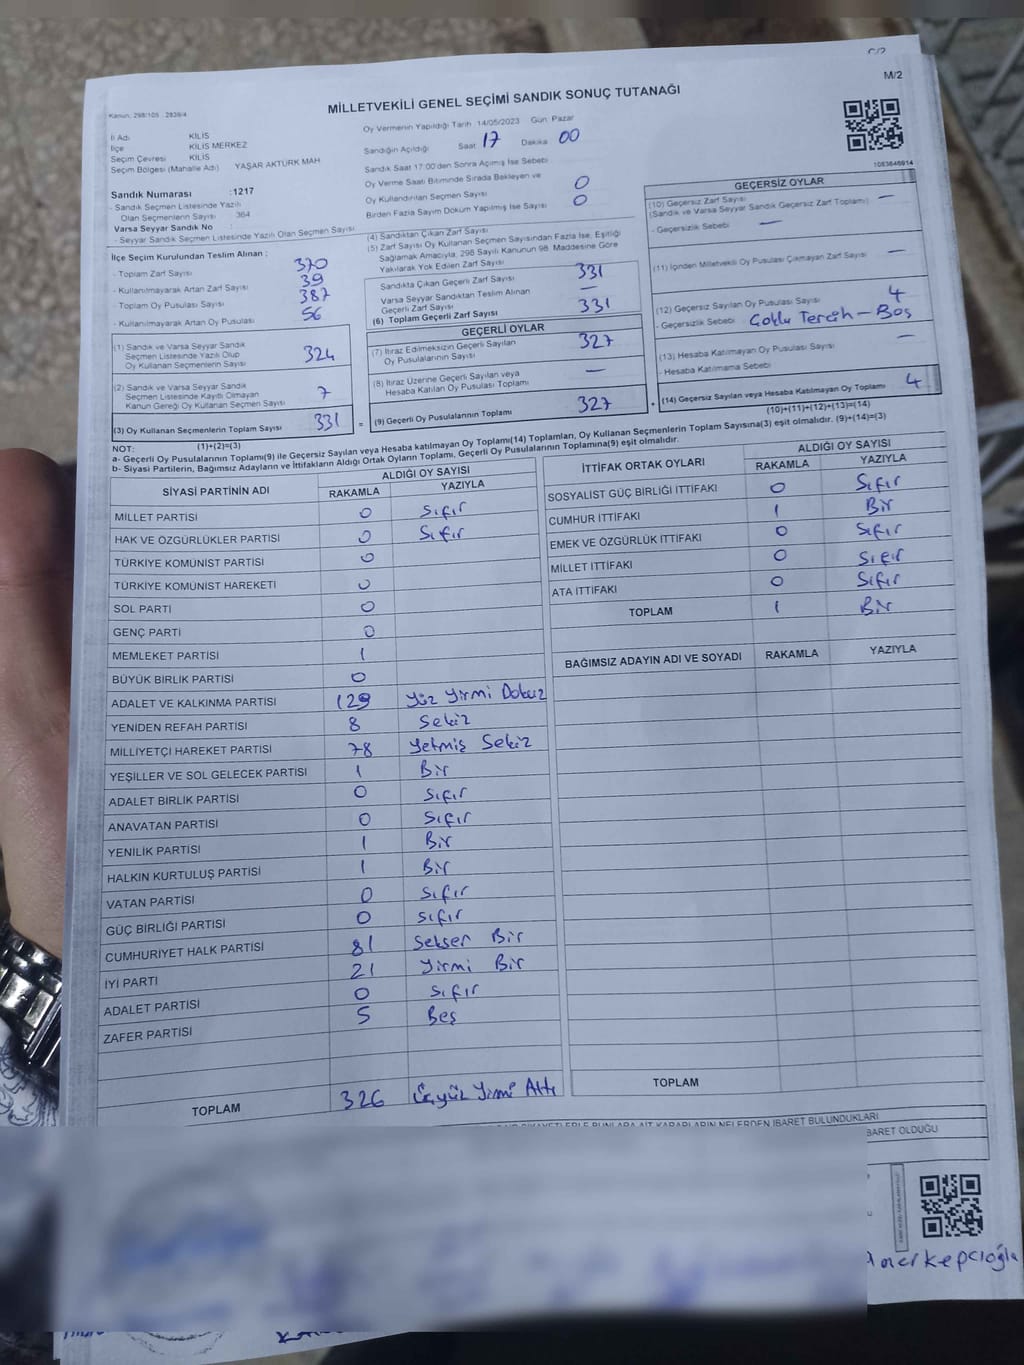 C/2
M/2
Kanun, 298/105 , 2839/4
MİLLETVEKİLİ GENEL SEÇİMİ SANDIK SONUÇ TUTANAĞI
İl Adı KİLİS
İlçe KİLİS MERKEZ
Seçim Çevresi KİLİS
Seçim Bölgesi (Mahalle Adı) YAŞAR AKTÜRK MAH
Sandık Numarası : 1217
- Sandık Seçmen Listesinde Yazılı
Olan Seçmenlerin Sayısı 364
Varsa Seyyar Sandık No :
- Seyyar Seçmen Sandık Listesinde Yazılı Olan Seçmen Sayısı
İlçe Seçim Kurulundan Teslim Alınan ;
- Toplam Zarf Sayısı 370
- Kullanılmayarak Artan Zarf Sayısı 39
- Toplam Oy Pusulası Sayısı 387
- Kullanılmayarak Artan Oy Pusulası 56
(1) Sandık ve Varsa Seyyar Sandık
Seçmen Listesinde Yazılı Olup
Oy Kullanan Seçmenlerin Sayısı 324
(2) Sandık ve Varsa Seyyar Sandık
Seçmen Listesinde Kayıtlı Olmayan
Kanun Gereği Oy Kullanan Seçmen Sayısı 7
(3) Oy Kullanan Seçmenlerin Toplam Sayısı 331
(1)+(2)=(3)
Oy Vermenin Yapıldığı Tarih 14/05/2023 Gün Pazar
Sandığın Açıldığı Saat 17 Dakika 00
Sandık Saat 17:00'den Sonra Açılmış İse Sebebi
Oy Verme Saati Bitiminde Sırada Bekleyen ve
Oy Kullandırılan Seçmen Sayısı 0
Birden Fazla Sayım Döküm Yapılmış İse Sayısı 0
(4) Sandıktan Çıkan Zarf Sayısı
(5) Zarf Sayısı Oy Kullanan Seçmen Sayısından Fazla İse, Eşitliği
Sağlamak Amacıyla, 298 Sayılı Kanunun 98. Maddesine Göre
Yakılarak Yok Edilen Zarf Sayısı
Sandıkta Çıkan Geçerli Zarf Sayısı 331
Varsa Seyyar Sandıktan Teslim Alınan
Geçerli Zarf Sayısı —
(6) Toplam Geçerli Zarf Sayısı 331
GEÇERLİ OYLAR
(7) İtiraz Edilmeksizin Geçerli Sayılan
Oy Pusulalarının Sayısı 327
(8) İtiraz Üzerine Geçerli Sayılan veya
Hesaba Katılan Oy Pusulası Toplamı —
= (9) Geçerli Oy Pusulalarının Toplamı 327
1083646914
GEÇERSİZ OYLAR
(10) Geçersiz Zarf Sayısı
(Sandık ve Varsa Seyyar Sandık Geçersiz Zarf Toplamı) —
- Geçersizlik Sebebi —
(11) İçinden Milletvekili Oy Pusulası Çıkmayan Zarf Sayısı —
(12) Geçersiz Sayılan Oy Pusulası Sayısı 4
- Geçersizlik Sebebi Çoklu Tercih - Boş
(13) Hesaba Katılmayan Oy Pusulası Sayısı —
- Hesaba Katılmama Sebebi
+ (14) Geçersiz Sayılan veya Hesaba Katılmayan Oy Toplamı 4
(10)+(11)+(12)+(13)=(14)
NOT:
a- Geçerli Oy Pusulalarının Toplamı(9) ile Geçersiz Sayılan veya Hesaba katılmayan Oy Toplamı(14) Toplamları, Oy Kullanan Seçmenlerin Toplam Sayısına(3) eşit olmalıdır. (9)+(14)=(3)
b- Siyasi Partilerin, Bağımsız Adayların ve İttifakların Aldığı Ortak Oyların Toplamı, Geçerli Oy Pusulalarının Toplamına(9) eşit olmalıdır.
SİYASİ PARTİNİN ADI ALDIĞI OY SAYISI
RAKAMLA YAZIYLA
MİLLET PARTİSİ 0 Sıfır
HAK VE ÖZGÜRLÜKLER PARTİSİ 0 Sıfır
TÜRKİYE KOMÜNİST PARTİSİ 0
TÜRKİYE KOMÜNİST HAREKETİ 0
SOL PARTİ 0
GENÇ PARTİ 0
MEMLEKET PARTİSİ 1
BÜYÜK BİRLİK PARTİSİ 0
ADALET VE KALKINMA PARTİSİ 129 Yüz Yirmi Dokuz
YENİDEN REFAH PARTİSİ 8 Sekiz
MİLLİYETÇİ HAREKET PARTİSİ 78 Yetmiş Sekiz
YEŞİLLER VE SOL GELECEK PARTİSİ 1 Bir
ADALET BİRLİK PARTİSİ 0 Sıfır
ANAVATAN PARTİSİ 0 Sıfır
YENİLİK PARTİSİ 1 Bir
HALKIN KURTULUŞ PARTİSİ 1 Bir
VATAN PARTİSİ 0 Sıfır
GÜÇ BİRLİĞİ PARTİSİ 0 Sıfır
CUMHURİYET HALK PARTİSİ 81 Seksen Bir
İYİ PARTİ 21 Yirmi Bir
ADALET PARTİSİ 0 Sıfır
ZAFER PARTİSİ 5 Beş
TOPLAM 326 Üçyüz Yirmi Altı
İTTİFAK ORTAK OYLARI ALDIĞI OY SAYISI
RAKAMLA YAZIYLA
SOSYALİST GÜÇ BİRLİĞİ İTTİFAKI 0 Sıfır
CUMHUR İTTİFAKI 1 Bir
EMEK VE ÖZGÜRLÜK İTTİFAKI 0 Sıfır
MİLLET İTTİFAKI 0 Sıfır
ATA İTTİFAKI 0 Sıfır
TOPLAM 1 Bir
BAĞIMSIZ ADAYIN ADI VE SOYADI RAKAMLA YAZIYLA
TOPLAM
BUNLARA AİT KARARLARIN NELERDEN İBARET BULUNDUKLARI
İBARET OLDUĞU